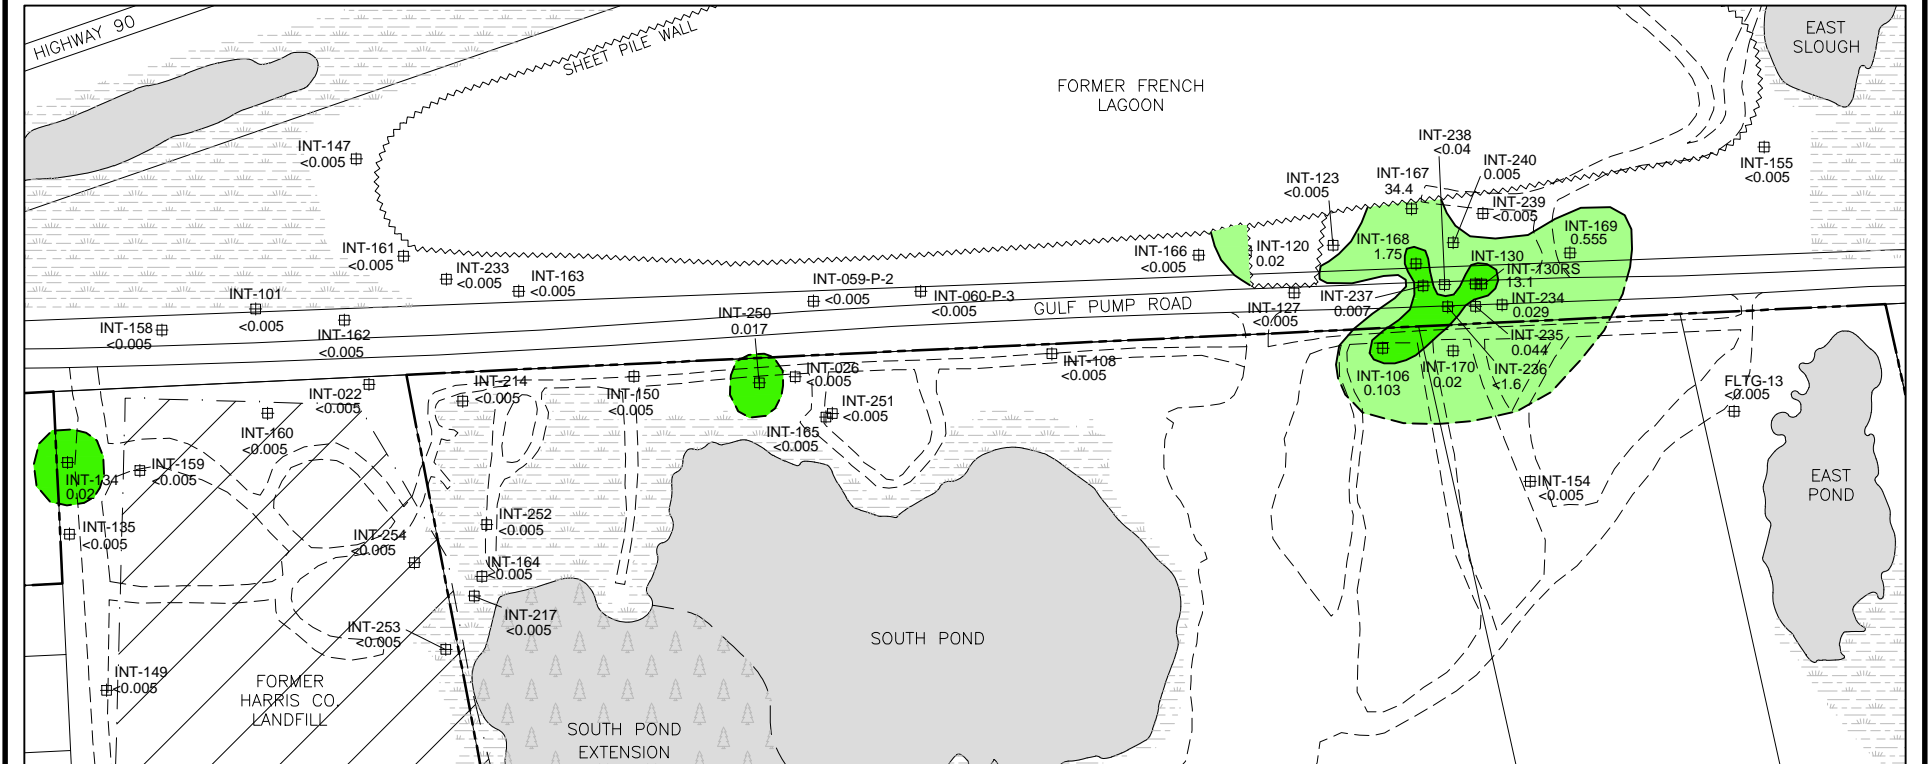 HIGHWAY 90
SHEET PILE WALL
FORMER FRENCH
LAGOON
EAST
SLOUGH
INT-147
<0.005
INT-238
<0.04
INT-240
0.005
INT-155
<0.005
INT-123
<0.005
INT-167
34.4
INT-239
<0.005
INT-169
0.555
INT-161
<0.005
INT-233
<0.005
INT-163
<0.005
INT-059-P-2
<0.005
INT-060-P-3
<0.005
INT-166
<0.005
INT-120
0.02
INT-168
1.75
INT-130
INT-130RS
13.1
INT-101
<0.005
INT-158
<0.005
INT-162
<0.005
INT-250
0.017
GULF PUMP ROAD
INT-127
<0.005
INT-237
0.007
INT-234
0.029
INT-235
0.044
INT-236
<1.6
INT-170
0.02
INT-106
0.103
FLTG-13
<0.005
INT-022
<0.005
INT-214
<0.005
INT-150
<0.005
INT-026
<0.005
INT-108
<0.005
INT-251
<0.005
INT-165
<0.005
INT-160
<0.005
INT-134
0.02
INT-159
<0.005
INT-135
<0.005
INT-254
<0.005
INT-252
<0.005
INT-164
<0.005
INT-217
<0.005
INT-253
<0.005
INT-149
<0.005
INT-154
<0.005
EAST
POND
SOUTH POND
FORMER
HARRIS CO.
LANDFILL
SOUTH POND
EXTENSION